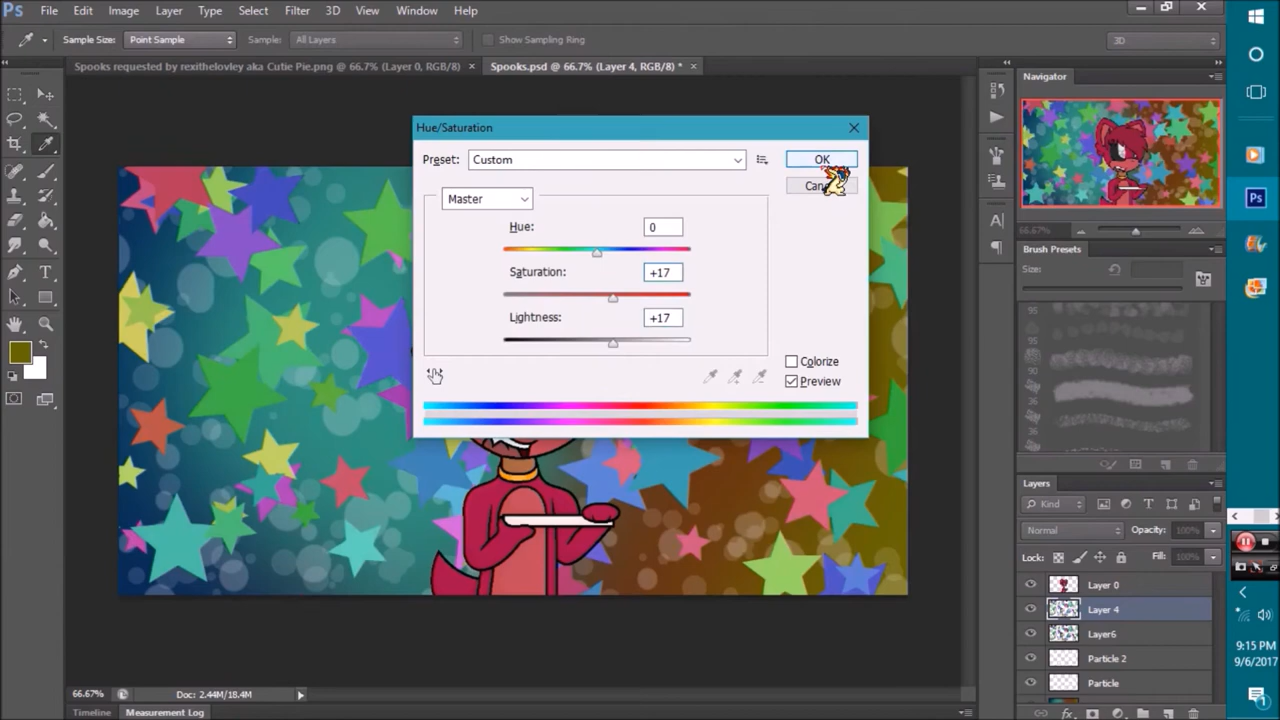 Ps File Edit Image Layer Type Select Filter 3D View Window Help
Sample Size: Point Sample Sample: All Layers Show Sampling Ring 3D
Spooks requested by rexithelovley aka Cutie Pie.png @ 66.7% (Layer 0, RGB/8) × Spooks.psd @ 66.7% (Layer 4, RGB/8) * ×
Navigator
Hue/Saturation
Preset: Custom OK
Cancel
Master
Hue: 0
Saturation: +17
Lightness: +17
Colorize
Preview
66.67%
Brush Presets
Size:
95
90
36
36
Layers
Kind
Normal Opacity: 100%
Lock: Fill: 100%
Layer 0
Layer 4
Layer6
Particle 2
Particle
66.67% Doc: 2.44M/18.4M
Timeline Measurement Log
Ps
9:15 PM
9/6/2017
1